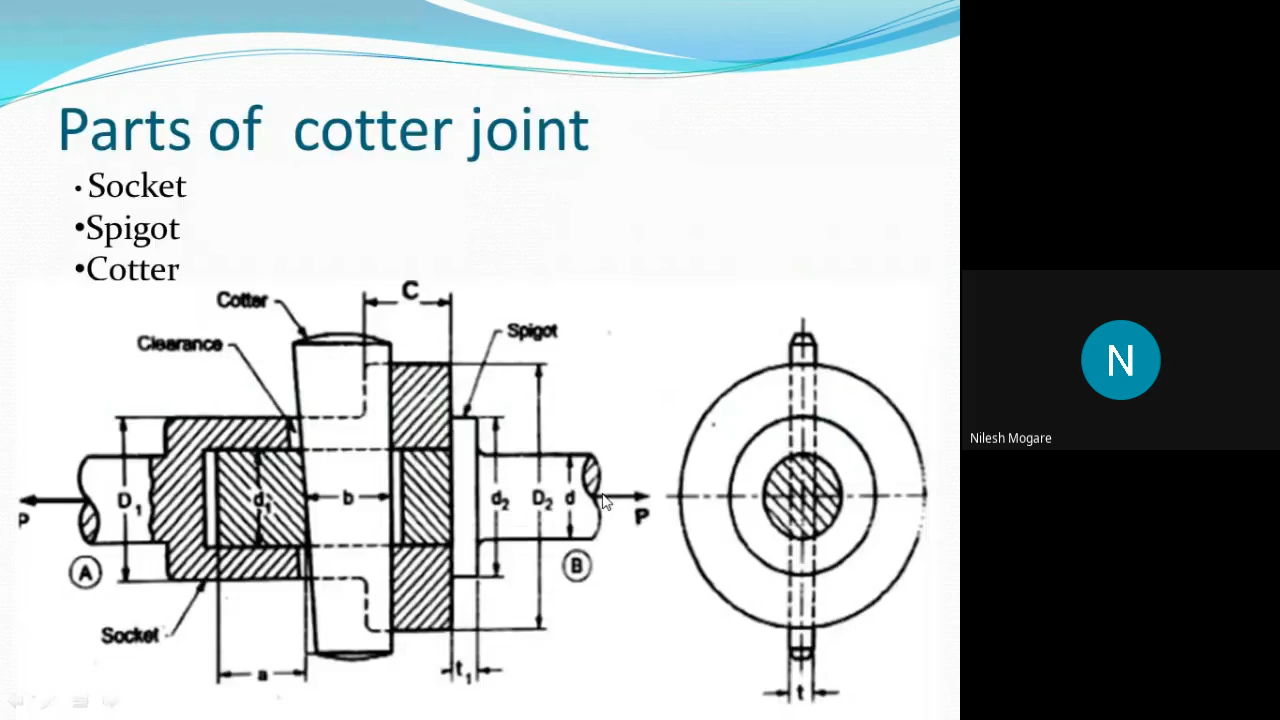 Parts of cotter joint
• Socket
•Spigot
•Cotter
Cotter
C
Spigot
Clearance
D1
d1
b
d2
D2
d
P
P
A
B
Socket
a
t1
t
N
Nilesh Mogare